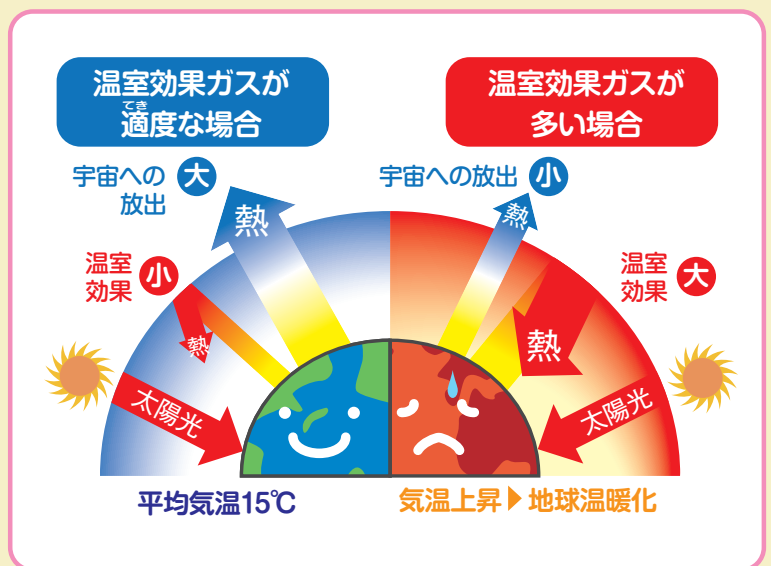 温室効果ガスが
てき
適度な場合
宇宙への 大
放出
熱
温室
効果 小
熱
太陽光
平均気温15℃
温室効果ガスが
多い場合
宇宙への放出 小
熱
温室
効果 大
熱
太陽光
気温上昇▶地球温暖化